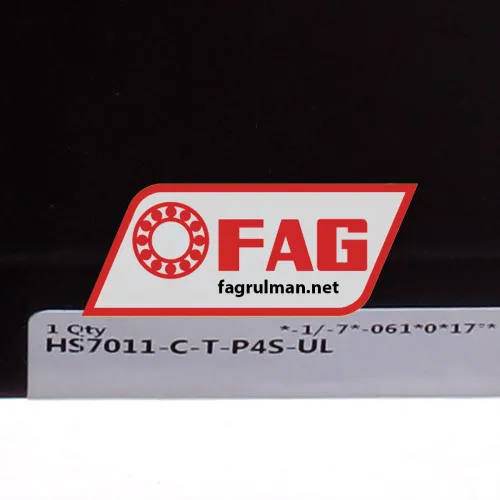 FAG
fagrulman.net
1 Qty
*-1/-7*-061*0*17**
HS7011-C-T-P4S-UL